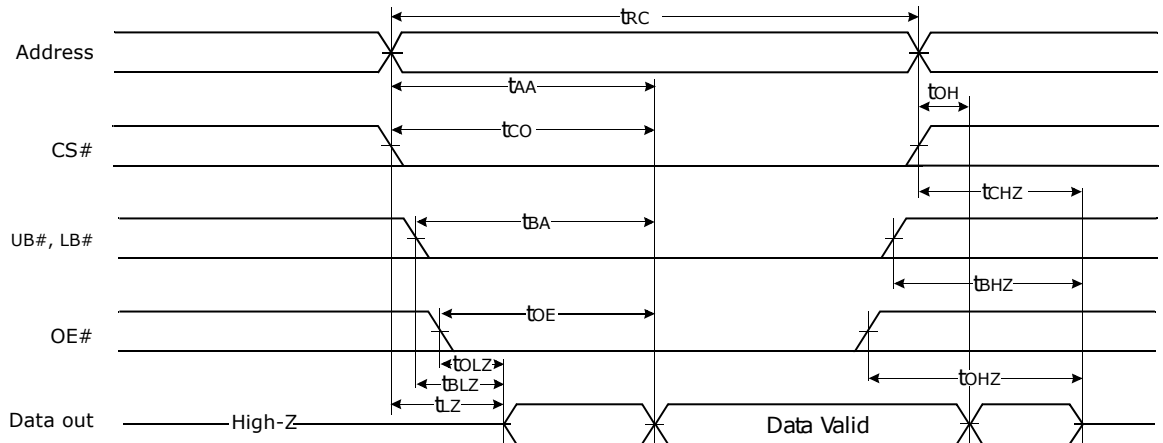 tRC
Address
tAA
tOH
tCO
CS#
tCHZ
tBA
UB#, LB#
tBHZ
tOE
OE#
tOLZ
tOHZ
tBLZ
tLZ
Data out
High-Z
Data Valid